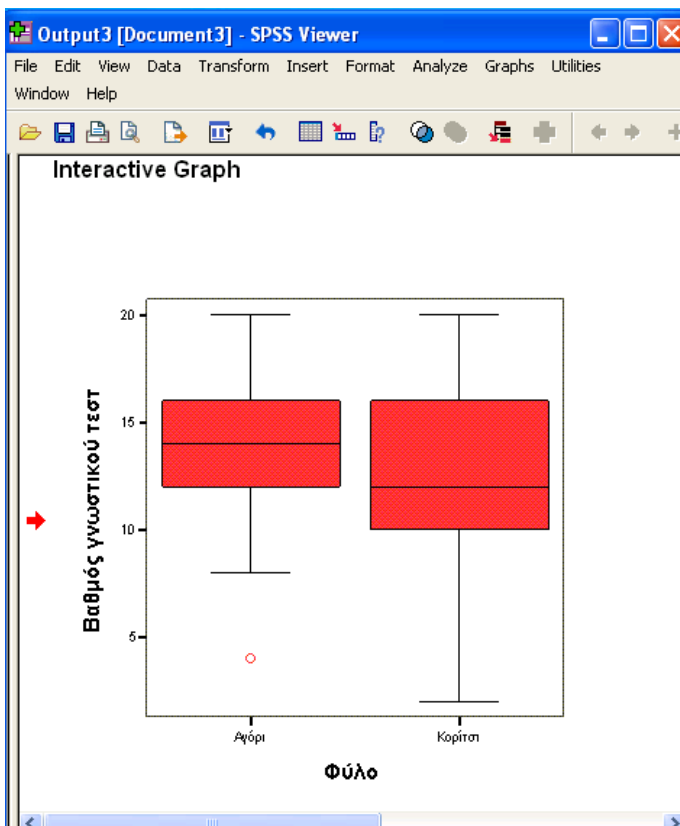 Output3 [Document3] - SPSS Viewer
File Edit View Data Transform Insert Format Analyze Graphs Utilities
Window Help
Interactive Graph
20
15
10
5
Βαθμός γνωστικού τεστ
Αγόρι Κορίτσι
Φύλο